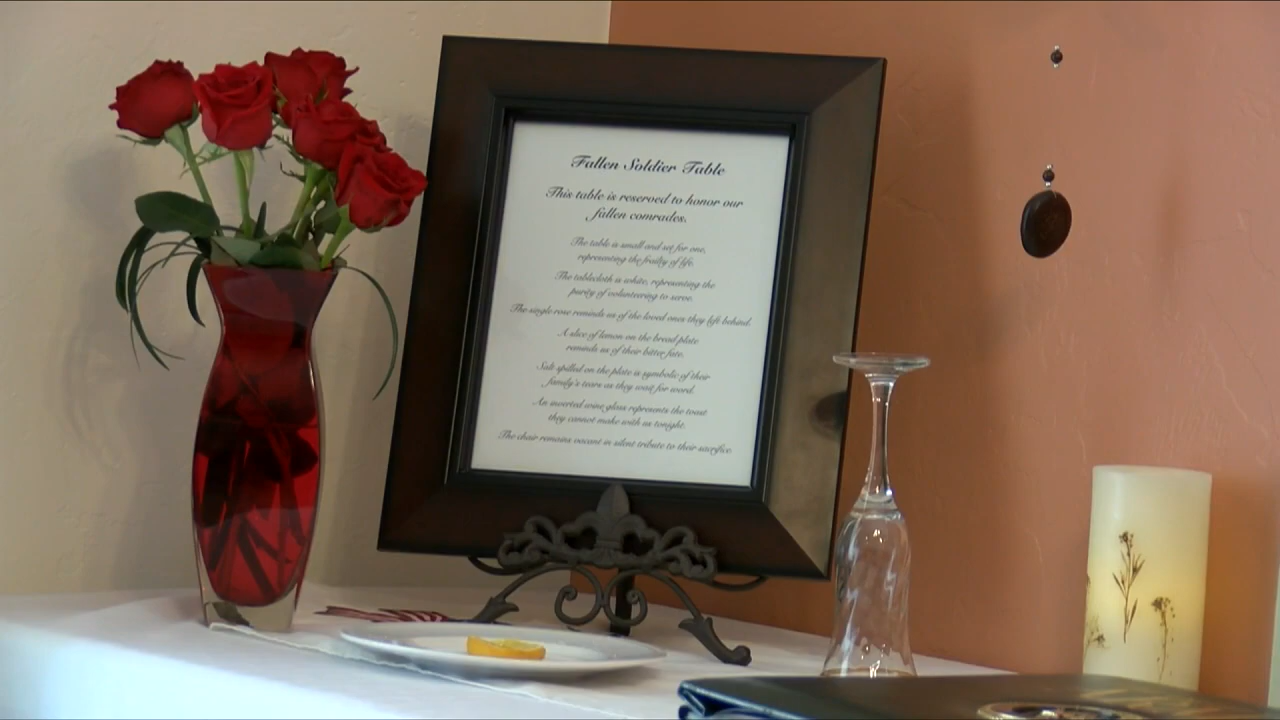 Fallen Soldier Table
This table is reserved to honor our
fallen comrades.
The table is small and set for one,
representing the frailty of life.
The tablecloth is white, representing the
purity of volunteering to serve.
The single rose reminds us of the loved ones they left behind.
A slice of lemon on the bread plate
reminds us of their bitter fate.
Salt spilled on the plate is symbolic of their
family's tears as they wait for word.
An inverted wine glass represents the toast
they cannot make with us tonight.
The chair remains vacant in silent tribute to their sacrifice.